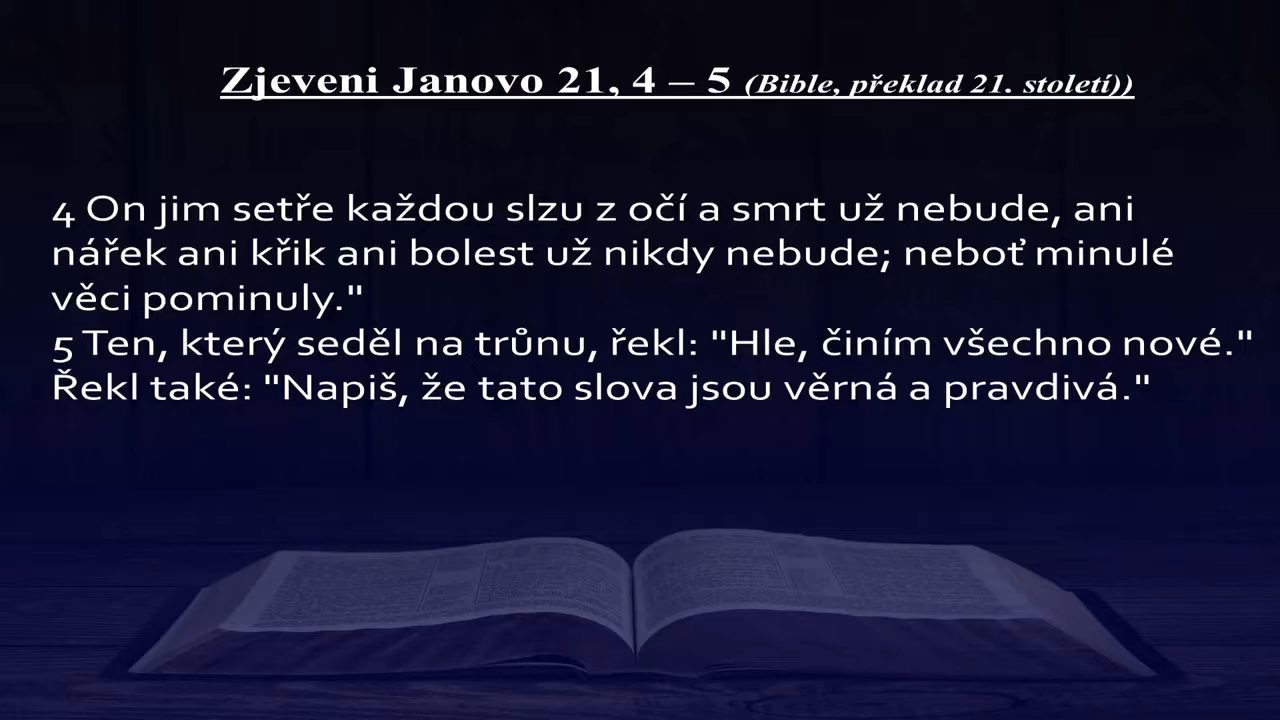 Zjeveni Janovo 21, 4 – 5 (Bible, překlad 21. století))
4 On jim setře každou slzu z očí a smrt už nebude, ani
nářek ani křik ani bolest už nikdy nebude; neboť minulé
věci pominuly."
5 Ten, který seděl na trůnu, řekl: "Hle, činím všechno nové."
Řekl také: "Napiš, že tato slova jsou věrná a pravdivá."